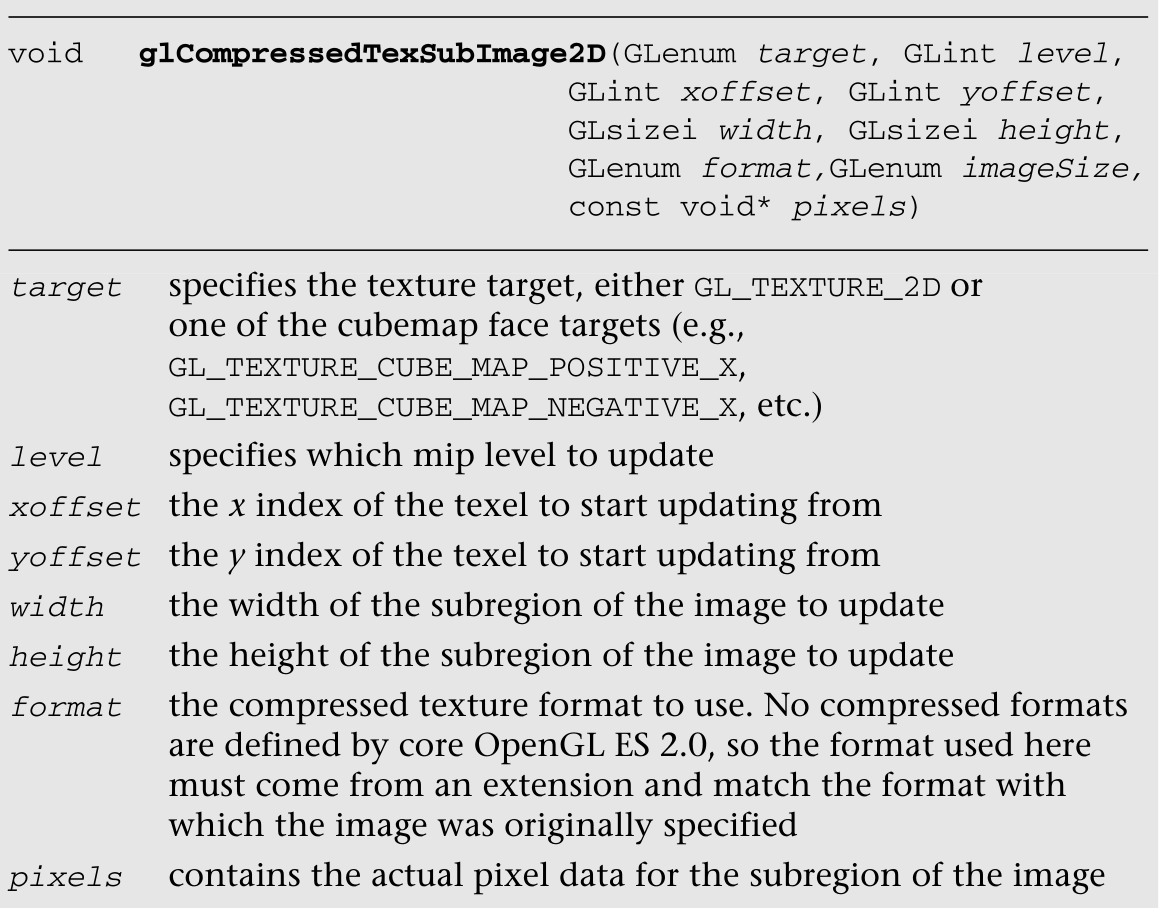 void glCompressedTexSubImage2D(GLenum target, GLint level,
GLint xoffset, GLint yoffset,
GLsizei width, GLsizei height,
GLenum format,GLenum imageSize,
const void* pixels)
target specifies the texture target, either GL_TEXTURE_2D or
one of the cubemap face targets (e.g.,
GL_TEXTURE_CUBE_MAP_POSITIVE_X,
GL_TEXTURE_CUBE_MAP_NEGATIVE_X, etc.)
level specifies which mip level to update
xoffset the x index of the texel to start updating from
yoffset the y index of the texel to start updating from
width the width of the subregion of the image to update
height the height of the subregion of the image to update
format the compressed texture format to use. No compressed formats
are defined by core OpenGL ES 2.0, so the format used here
must come from an extension and match the format with
which the image was originally specified
pixels contains the actual pixel data for the subregion of the image